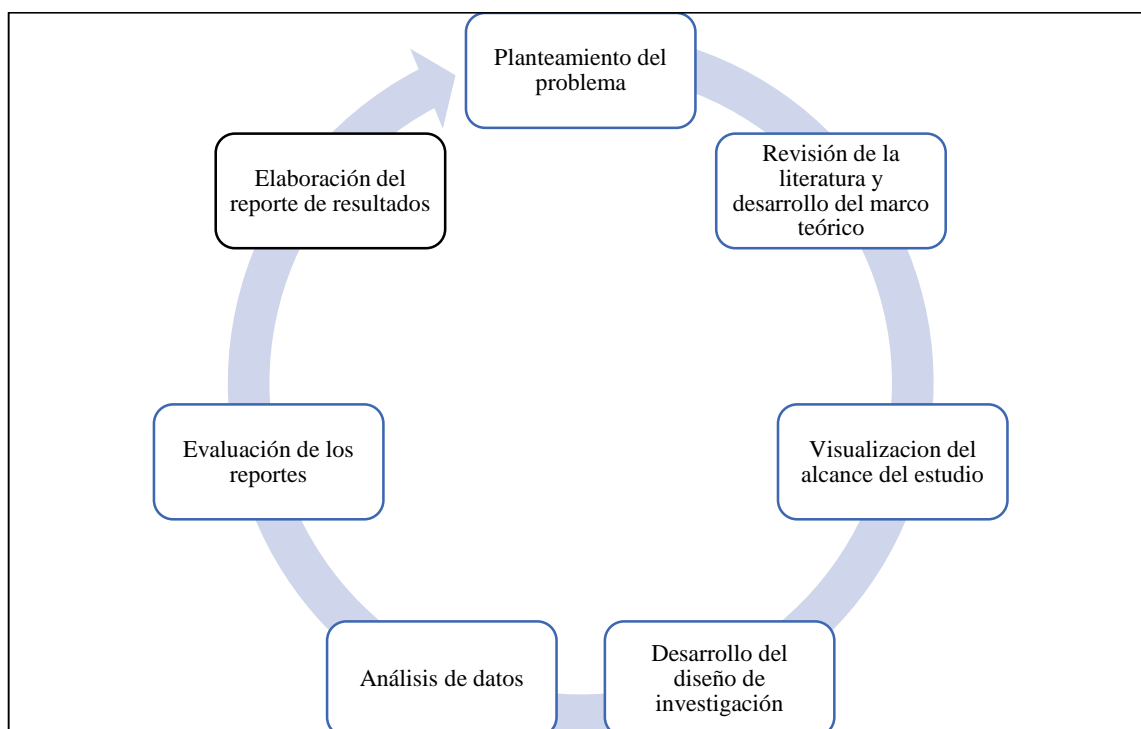 Planteamiento del
problema
Revisión de la
literatura y
desarrollo del marco
teórico
Visualizacion del
alcance del estudio
Desarrollo del
diseño de
investigación
Análisis de datos
Evaluación de los
reportes
Elaboración del
reporte de resultados